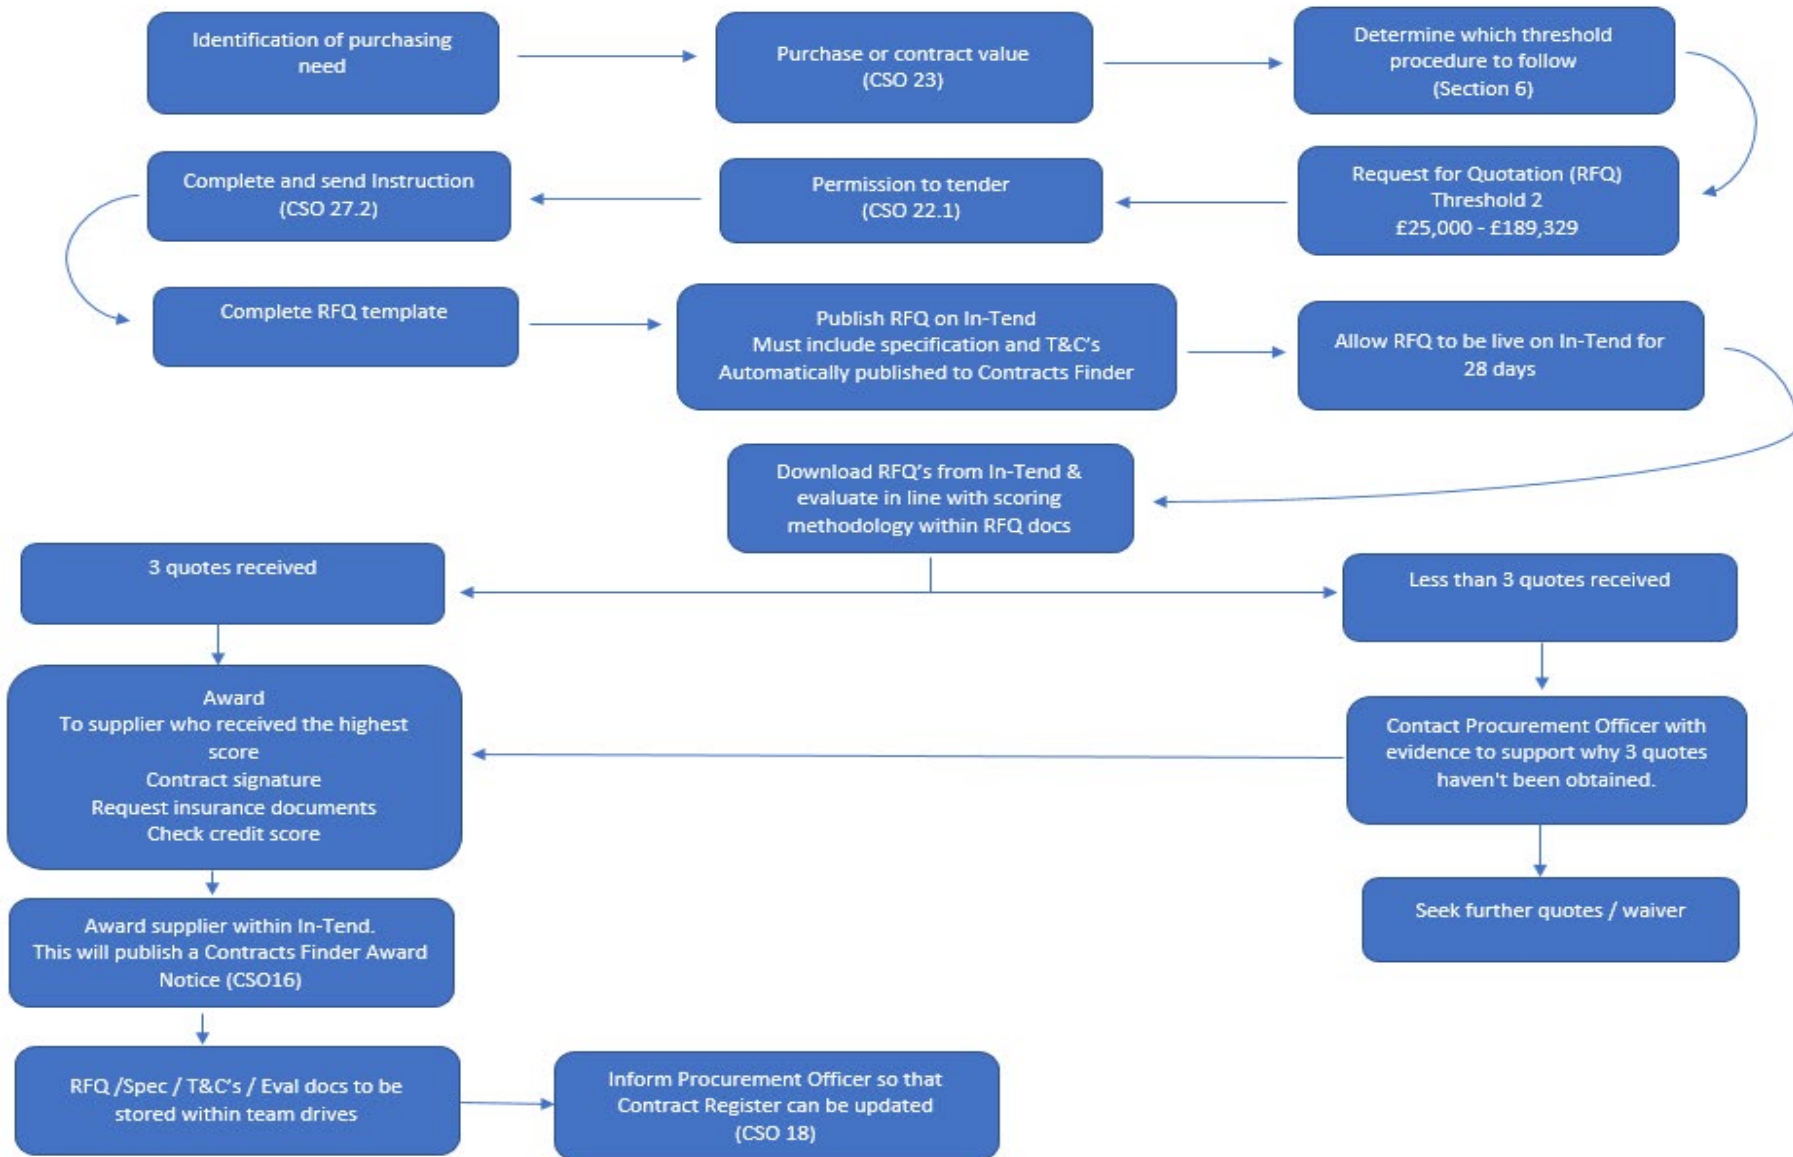 Identification of purchasing
need
Purchase or contract value
(CSO 23)
Determine which threshold
procedure to follow
(Section 6)
Request for Quotation (RFQ)
Threshold 2
£25,000 - £189,329
Permission to tender
(CSO 22.1)
Complete and send Instruction
(CSO 27.2)
Complete RFQ template
Publish RFQ on In-Tend
Must include specification and T&C's
Automatically published to Contracts Finder
Allow RFQ to be live on In-Tend for
28 days
Download RFQ's from In-Tend &
evaluate in line with scoring
methodology within RFQ docs
3 quotes received
Less than 3 quotes received
Award
To supplier who received the highest
score
Contract signature
Request insurance documents
Check credit score
Contact Procurement Officer with
evidence to support why 3 quotes
haven't been obtained.
Seek further quotes / waiver
Award supplier within In-Tend.
This will publish a Contracts Finder Award
Notice (CSO16)
RFQ /Spec / T&C's / Eval docs to be
stored within team drives
Inform Procurement Officer so that
Contract Register can be updated
(CSO 18)